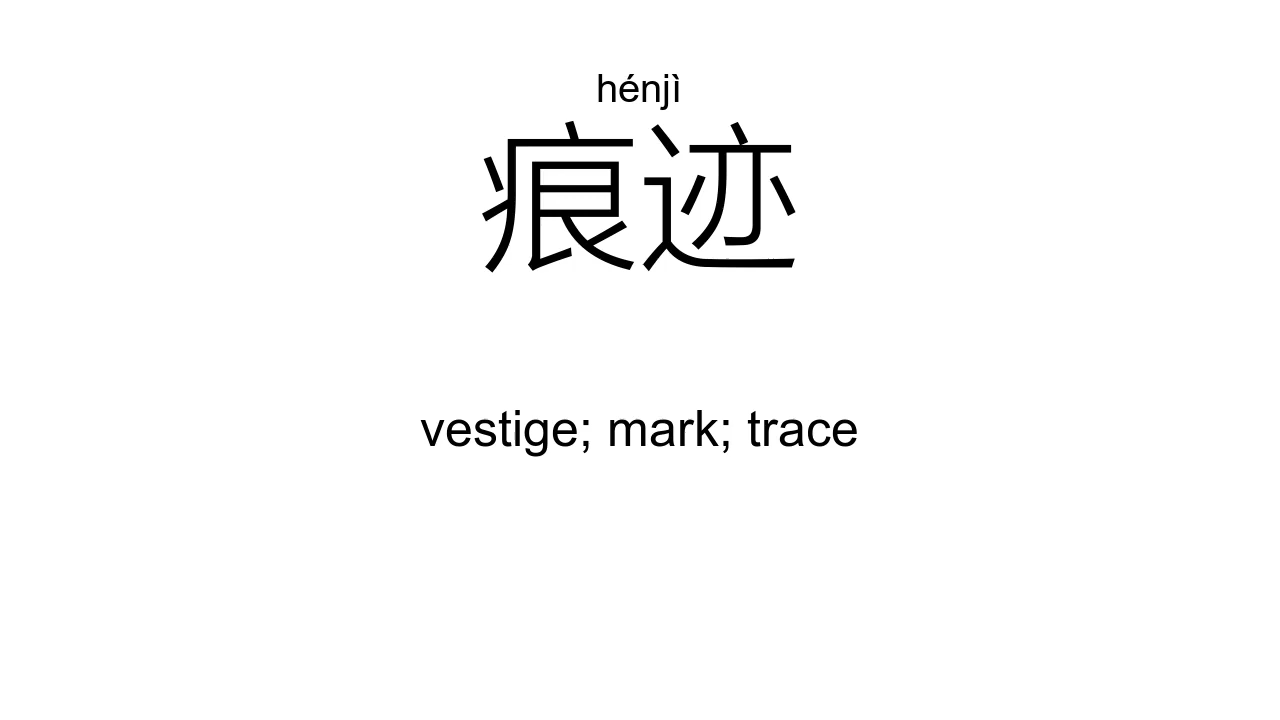 hénjì
痕迹
vestige; mark; trace